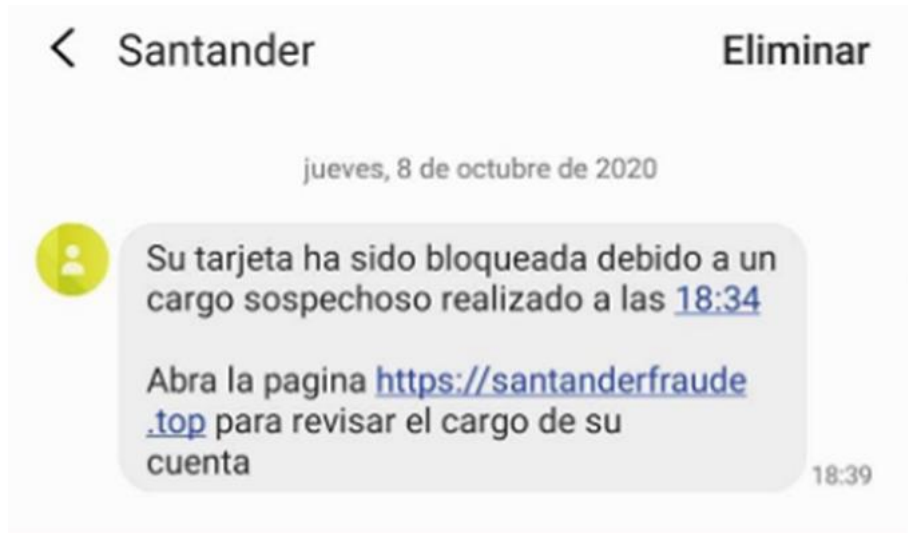 Santander
Eliminar
jueves, 8 de octubre de 2020
Su tarjeta ha sido bloqueada debido a un
cargo sospechoso realizado a las 18:34
Abra la pagina https://santanderfraude
.top para revisar el cargo de su
cuenta
18:39